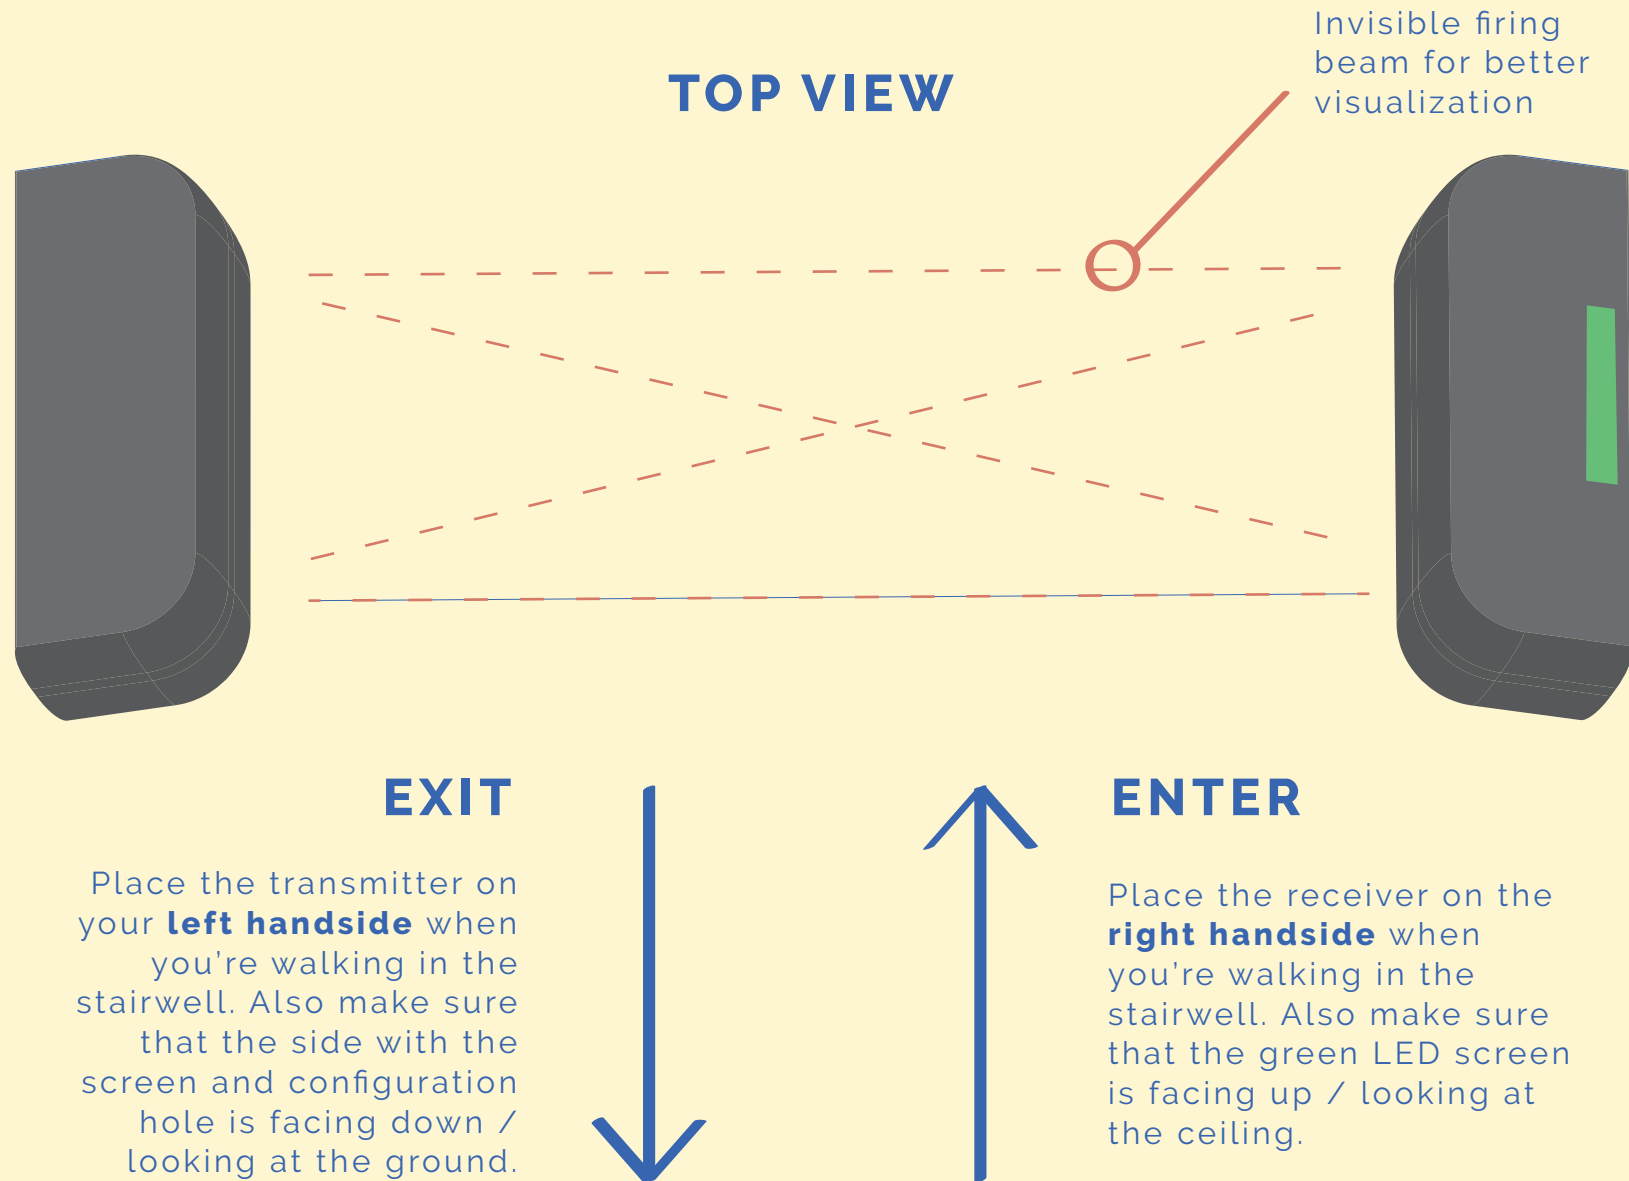 TOP VIEW
Invisible firing
beam for better
visualization
EXIT
Place the transmitter on
your left handside when
you're walking in the
stairwell. Also make sure
that the side with the
screen and configuration
hole is facing down /
looking at the ground.
ENTER
Place the receiver on the
right handside when
you’re walking in the
stairwell. Also make sure
that the green LED screen
is facing up / looking at
the ceiling.